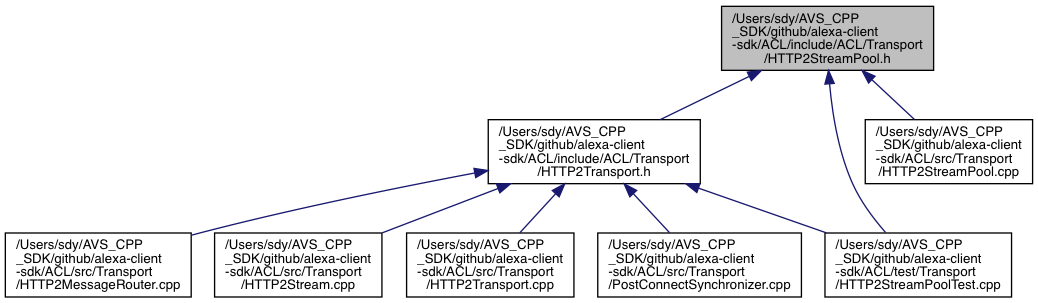 /Users/sdy/AVS_CPP
_SDK/github/alexa-client
-sdk/ACL/include/ACL/Transport
/HTTP2StreamPool.h
/Users/sdy/AVS_CPP
_SDK/github/alexa-client
-sdk/ACL/include/ACL/Transport
/HTTP2Transport.h
/Users/sdy/AVS_CPP
_SDK/github/alexa-client
-sdk/ACL/src/Transport
/HTTP2StreamPool.cpp
/Users/sdy/AVS_CPP
_SDK/github/alexa-client
-sdk/ACL/src/Transport
/HTTP2MessageRouter.cpp
/Users/sdy/AVS_CPP
_SDK/github/alexa-client
-sdk/ACL/src/Transport
/HTTP2Stream.cpp
/Users/sdy/AVS_CPP
_SDK/github/alexa-client
-sdk/ACL/src/Transport
/HTTP2Transport.cpp
/Users/sdy/AVS_CPP
_SDK/github/alexa-client
-sdk/ACL/src/Transport
/PostConnectSynchronizer.cpp
/Users/sdy/AVS_CPP
_SDK/github/alexa-client
-sdk/ACL/test/Transport
/HTTP2StreamPoolTest.cpp